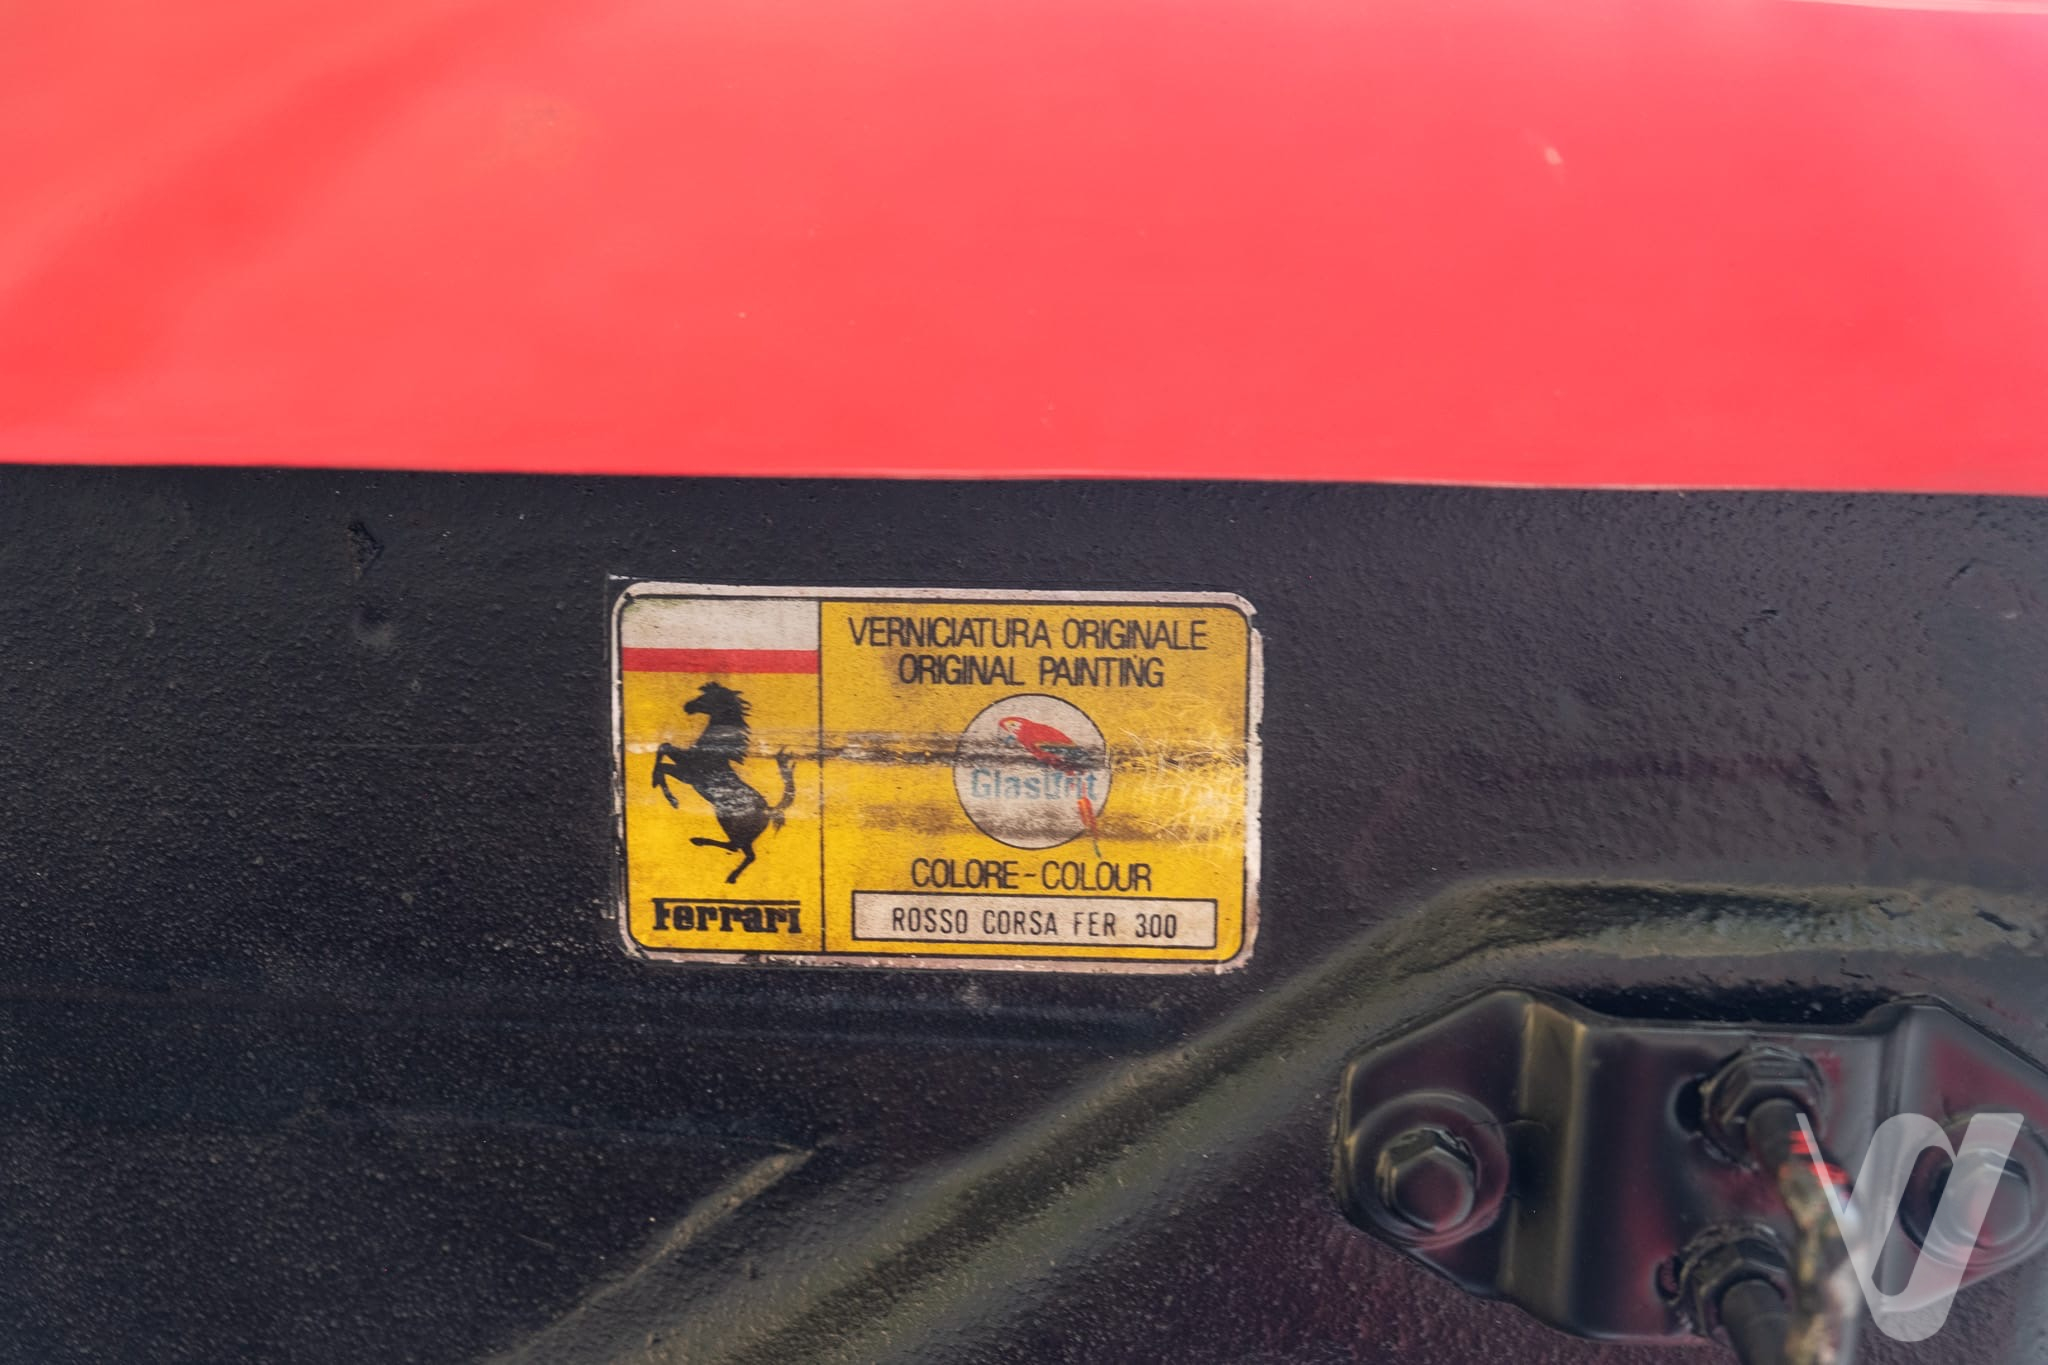 VERNICIATURA ORIGINALE
ORIGINAL PAINTING
Glasurit
COLORE-COLOUR
ROSSO CORSA FER 300
Ferrari